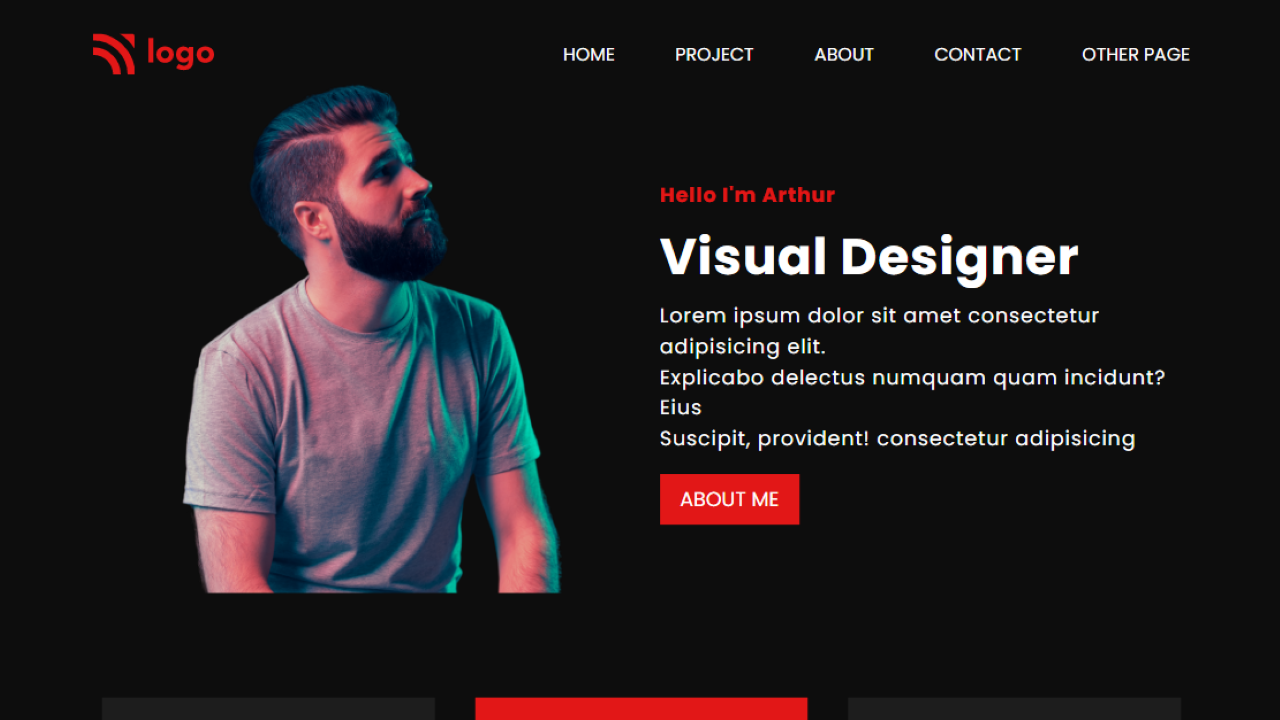 logo
HOME PROJECT ABOUT CONTACT OTHER PAGE
Hello I'm Arthur
Visual Designer
Lorem ipsum dolor sit amet consectetur
adipisicing elit.
Explicabo delectus numquam quam incidunt?
Eius
Suscipit, provident! consectetur adipisicing
ABOUT ME